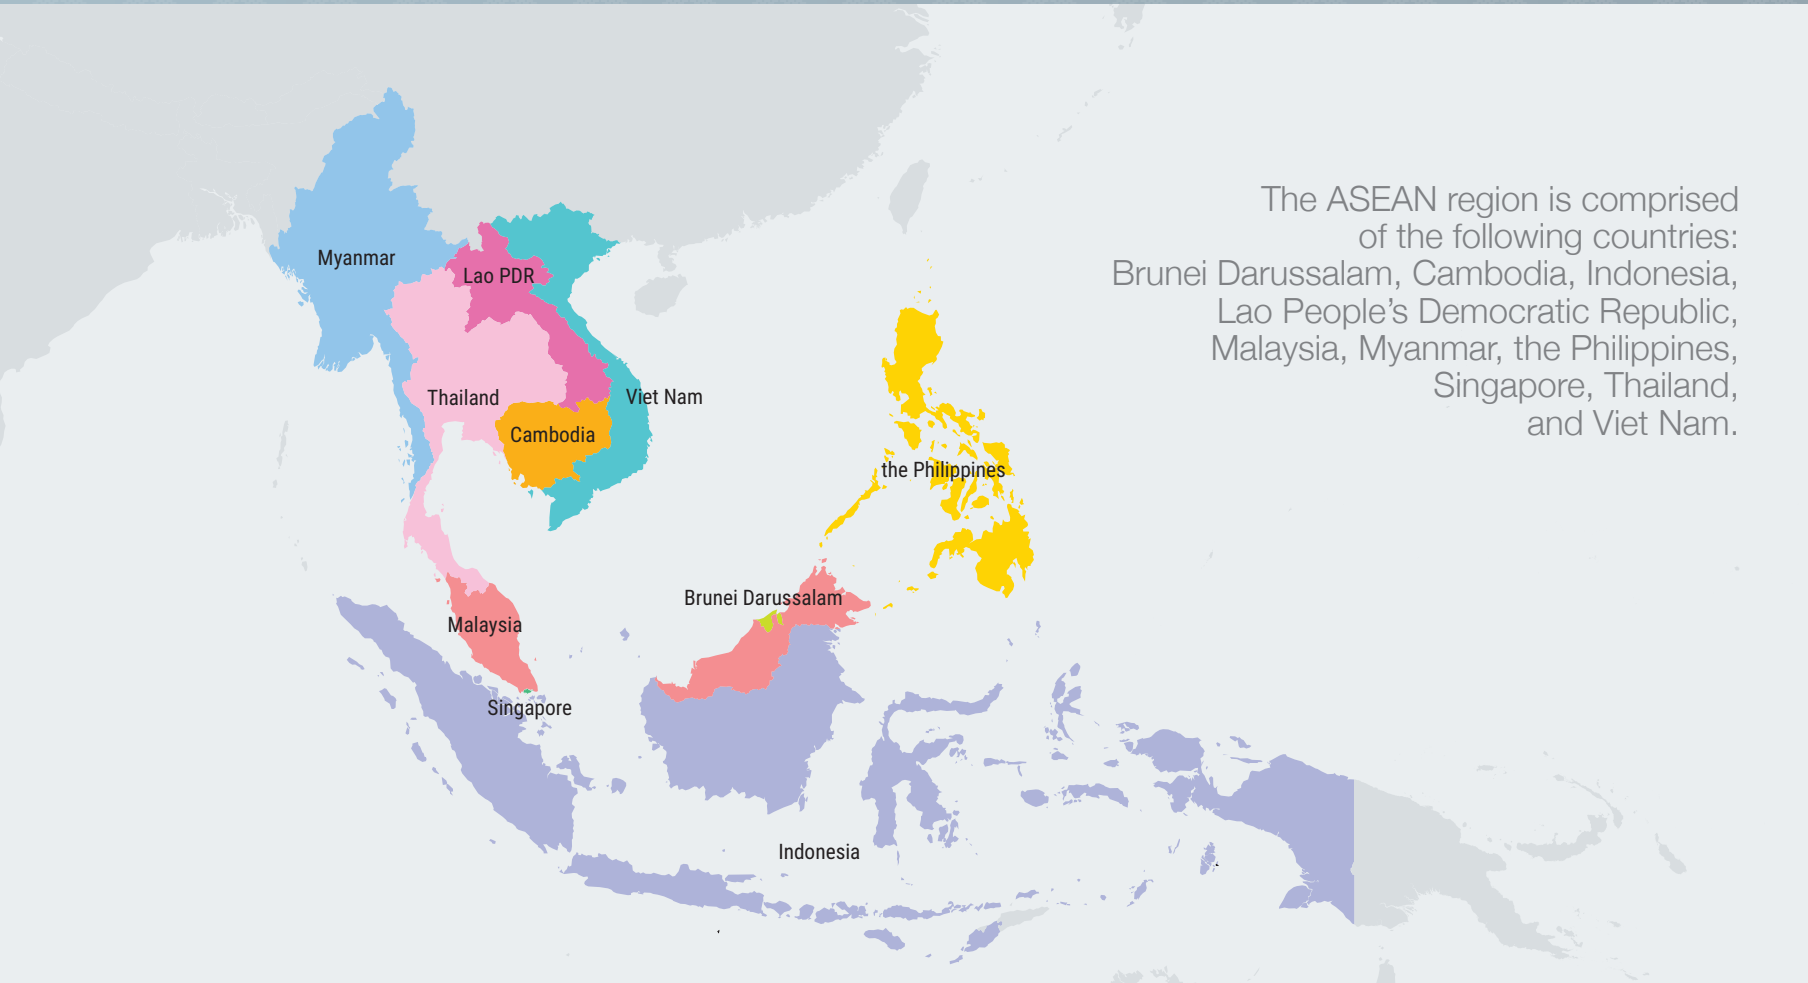 Myanmar
Lao PDR
Thailand
Viet Nam
Cambodia
the Philippines
Brunei Darussalam
Malaysia
Singapore
Indonesia
The ASEAN region is comprised
of the following countries:
Brunei Darussalam, Cambodia, Indonesia,
Lao People’s Democratic Republic,
Malaysia, Myanmar, the Philippines,
Singapore, Thailand,
and Viet Nam.